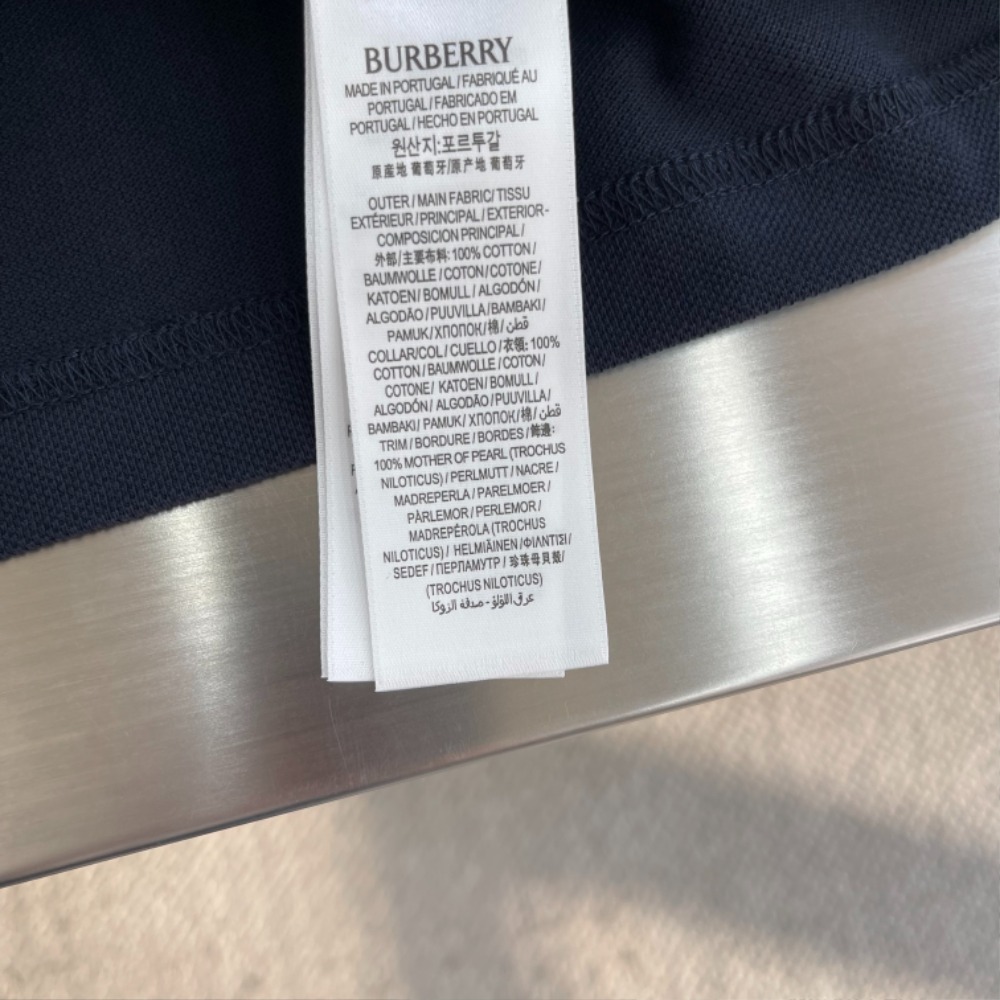 BURBERRY
MADE IN PORTUGAL / FABRIQUÉ AU
PORTUGAL / FABRICADO EM
PORTUGAL / HECHO EN PORTUGAL
원산지:포르투갈
原産地 葡萄牙/原产地 葡萄牙
OUTER / MAIN FABRIC/ TISSU
EXTÉRIEUR / PRINCIPAL / EXTERIOR-
COMPOSICION PRINCIPAL /
外部/主要布料: 100% COTTON /
BAUMWOLLE / COTON / COTONE /
KATOEN / BOMULL / ALGODÓN /
ALGODÃO / PUUVILLA / BAMBAKI /
PAMUK / ХПОПОК / 棉 / قطن
COLLAR/COL / CUELLO / 衣領: 100%
COTTON / BAUMWOLLE / COTON /
COTONE / KATOEN / BOMULL /
ALGODÓN / ALGODÃO / PUUVILLA /
BAMBAKI / PAMUK / ХПОПОК / 棉 / قطن
TRIM / BORDURE / BORDES / 飾邊:
100% MOTHER OF PEARL (TROCHUS
NILOTICUS) / PERLMUTT / NACRE /
MADREPERLA / PARELMOER /
PÀRLEMOR / PERLEMOR /
MADREPÉROLA (TROCHUS
NILOTICUS) / HELMIÄINEN /ΦΙΛΝΤΙΣΙ /
SEDEF / ПЕРПАМУТР / 珍珠母貝殼/
(TROCHUS NILOTICUS)
عرق اللؤلؤ - صدفة الزوكا